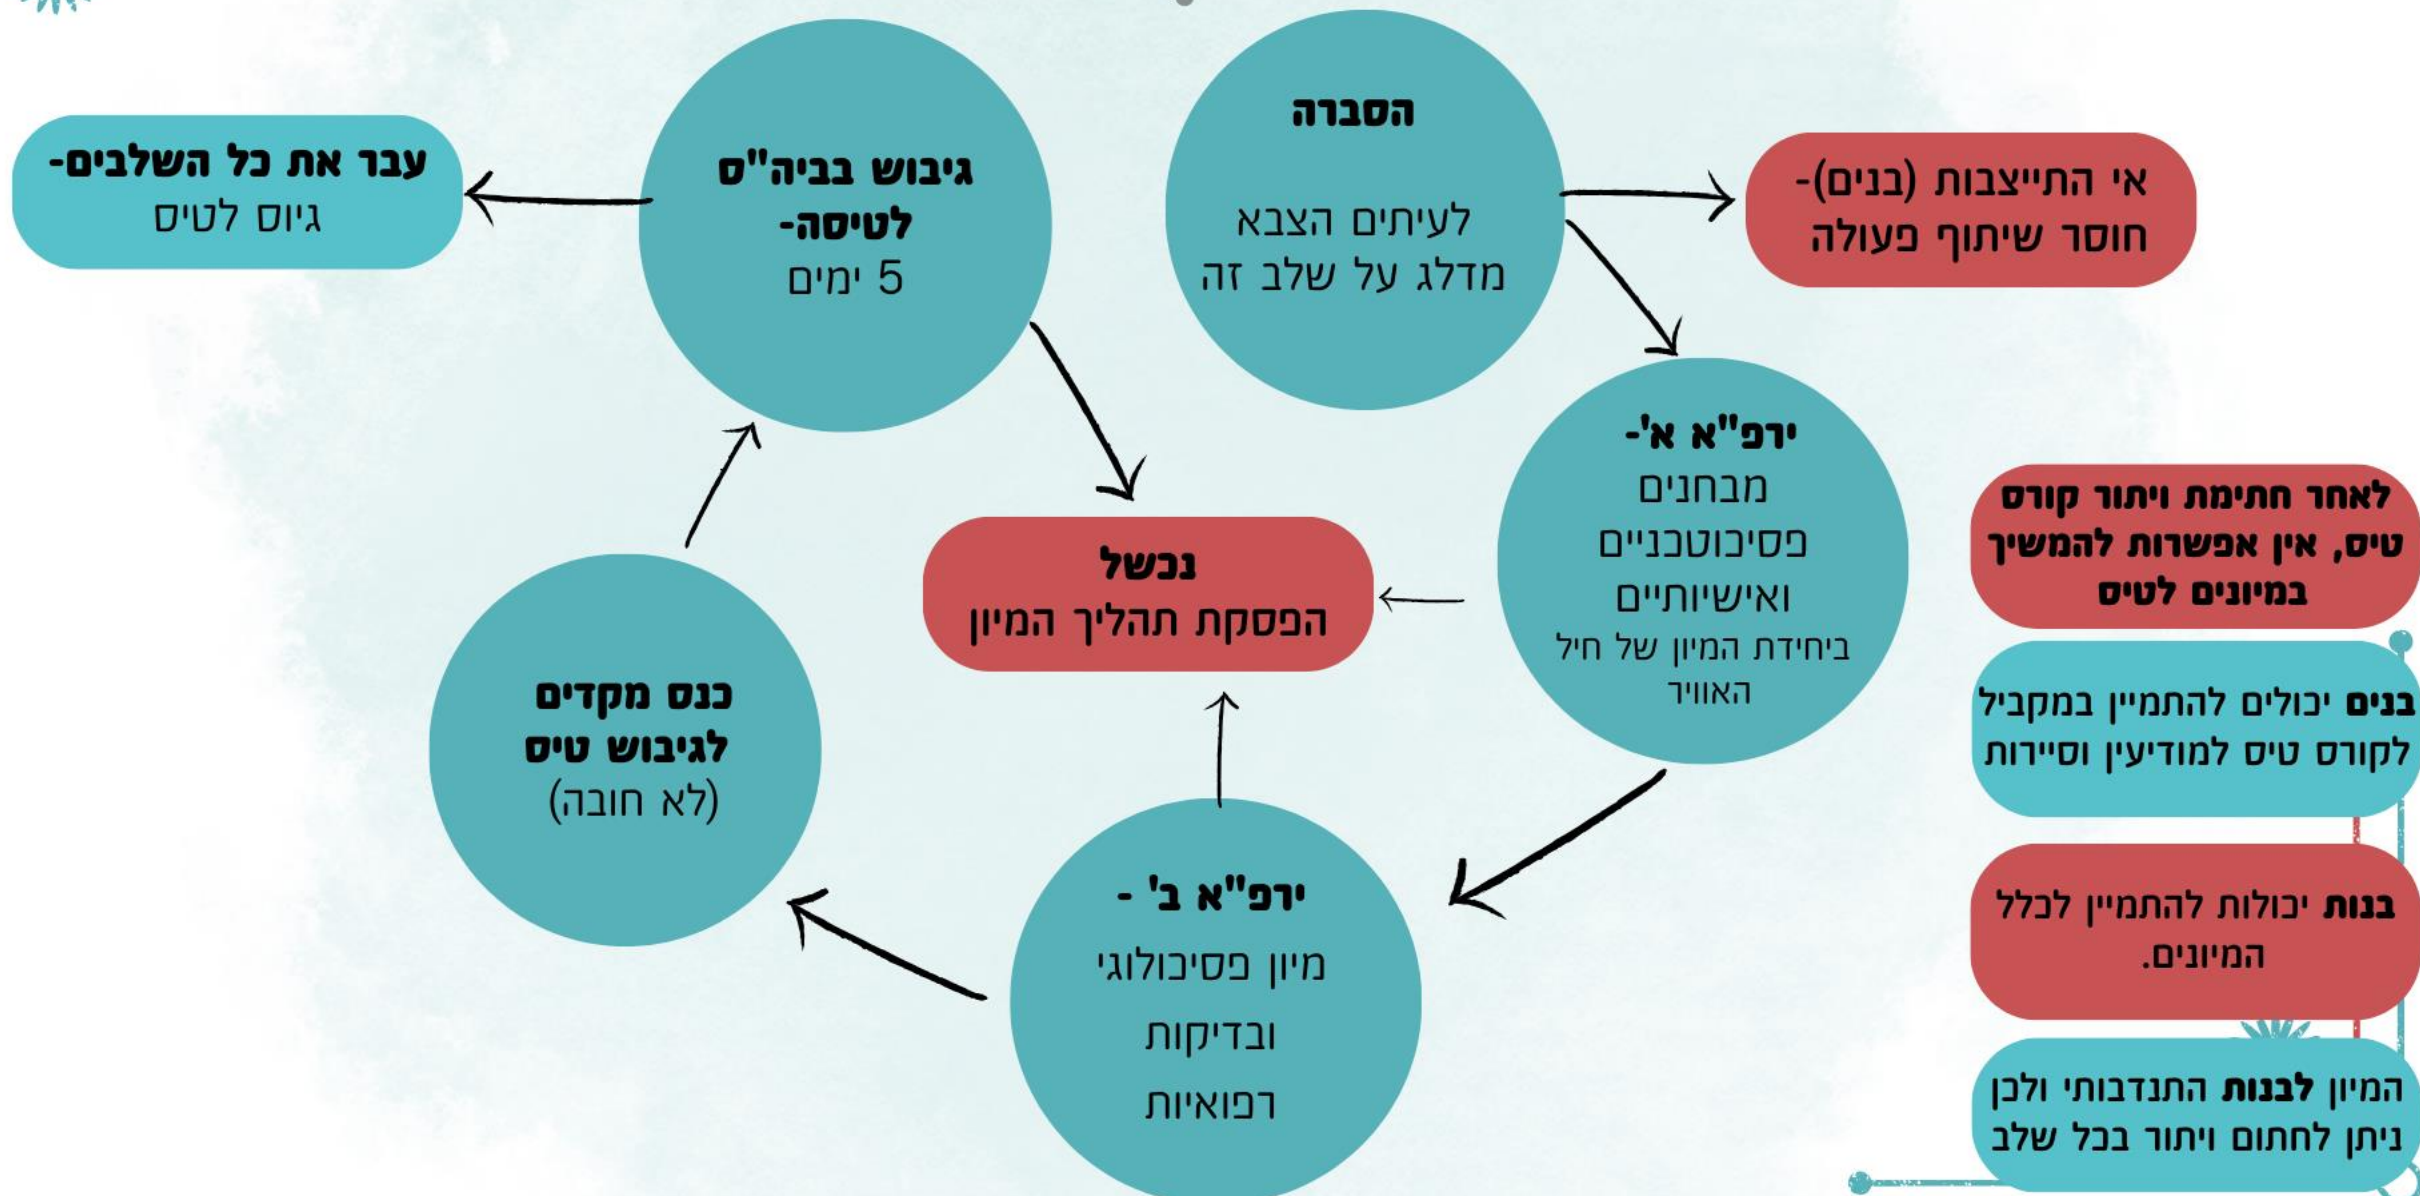 הסברה
לעיתים הצבא
מדלג על שלב זה
אי התייצבות (בנים)-
חוסר שיתוף פעולה
ירפ"א א'-
מבחנים
פסיכוטכניים
ואישיותיים
ביחידת המיון של חיל
האוויר
ירפ"א ב' -
מיון פסיכולוגי
ובדיקות
רפואיות
נכשל
הפסקת תהליך המיון
כנס מקדים
לגיבוש טיס
(לא חובה)
גיבוש בביה"ס
לטיסה-
5 ימים
עבר את כל השלבים-
גיוס לטיס
לאחר חתימת ויתור קורס
טיס, אין אפשרות להמשיך
במיונים לטיס
בנים יכולים להתמיין במקביל
לקורס טיס למודיעין וסיירות
בנות יכולות להתמיין לכלל
המיונים.
המיון לבנות התנדבותי ולכן
ניתן לחתום ויתור בכל שלב